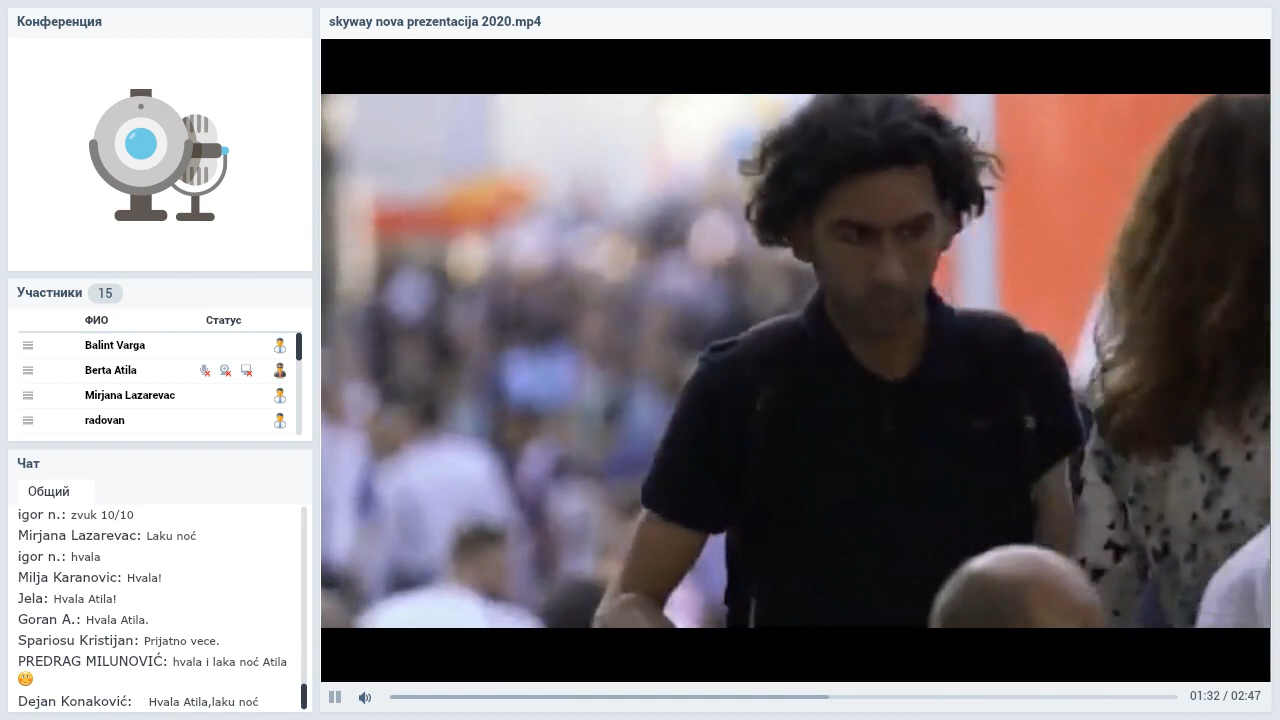 Конференция
skyway nova prezentacija 2020.mp4
Участники 15
ФИО Статус
Balint Varga
Berta Atila
Mirjana Lazarevac
radovan
Чат
Общий
igor n.: zvuk 10/10
Mirjana Lazarevac: Laku noć
igor n.: hvala
Milja Karanovic: Hvala!
Jela: Hvala Atila!
Goran A.: Hvala Atila.
Spariosu Kristijan: Prijatno vece.
PREDRAG MILUNOVIĆ: hvala i laka noć Atila
Dejan Konaković: Hvala Atila,laku noć
01:32 / 02:47